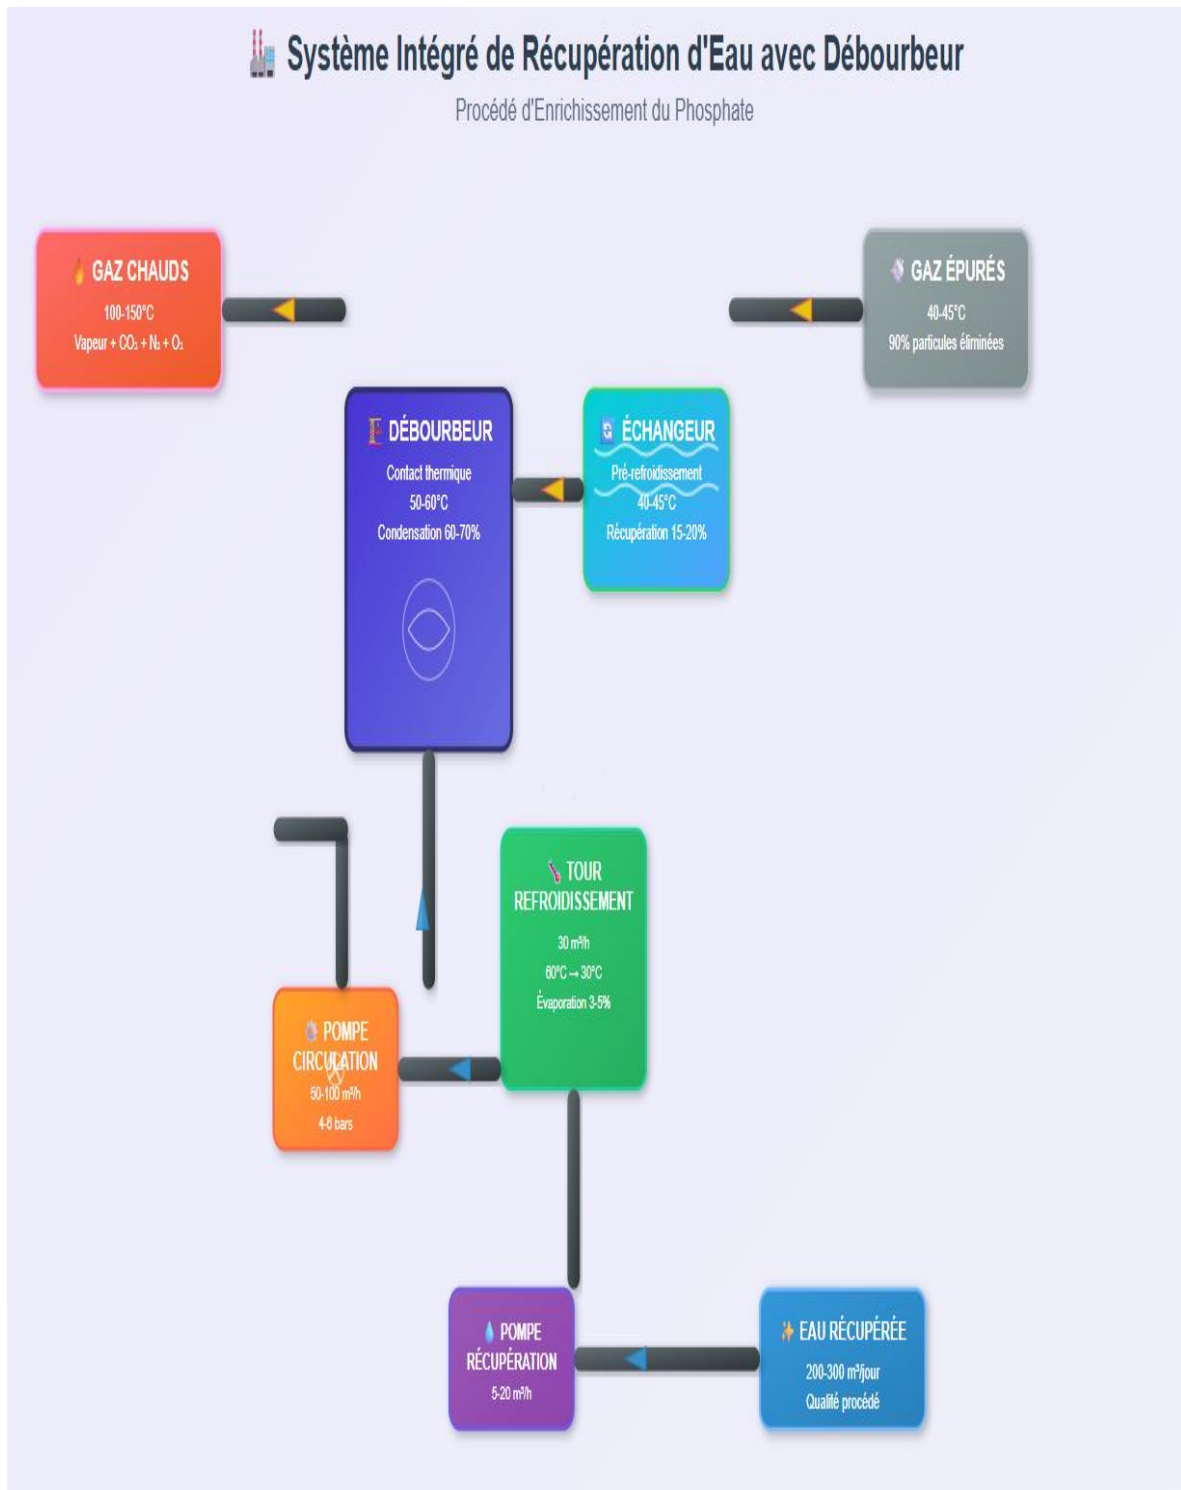 Système Intégré de Récupération d'Eau avec Débourbeur
Procédé d'Enrichissement du Phosphate
GAZ CHAUDS
100-150°C
Vapeur + CO₂ + N₂ + O₂
GAZ ÉPURÉS
40-45°C
90% particules éliminées
DÉBOURBEUR
Contact thermique
50-60°C
Condensation 60-70%
ÉCHANGEUR
Pré-refroidissement
40-45°C
Récupération 15-20%
TOUR
REFROIDISSEMENT
30 m³/h
60°C → 30°C
Évaporation 3-5%
POMPE
CIRCULATION
50-100 m³/h
4-6 bars
POMPE
RÉCUPÉRATION
5-20 m³/h
EAU RÉCUPÉRÉE
200-300 m³/jour
Qualité procédé